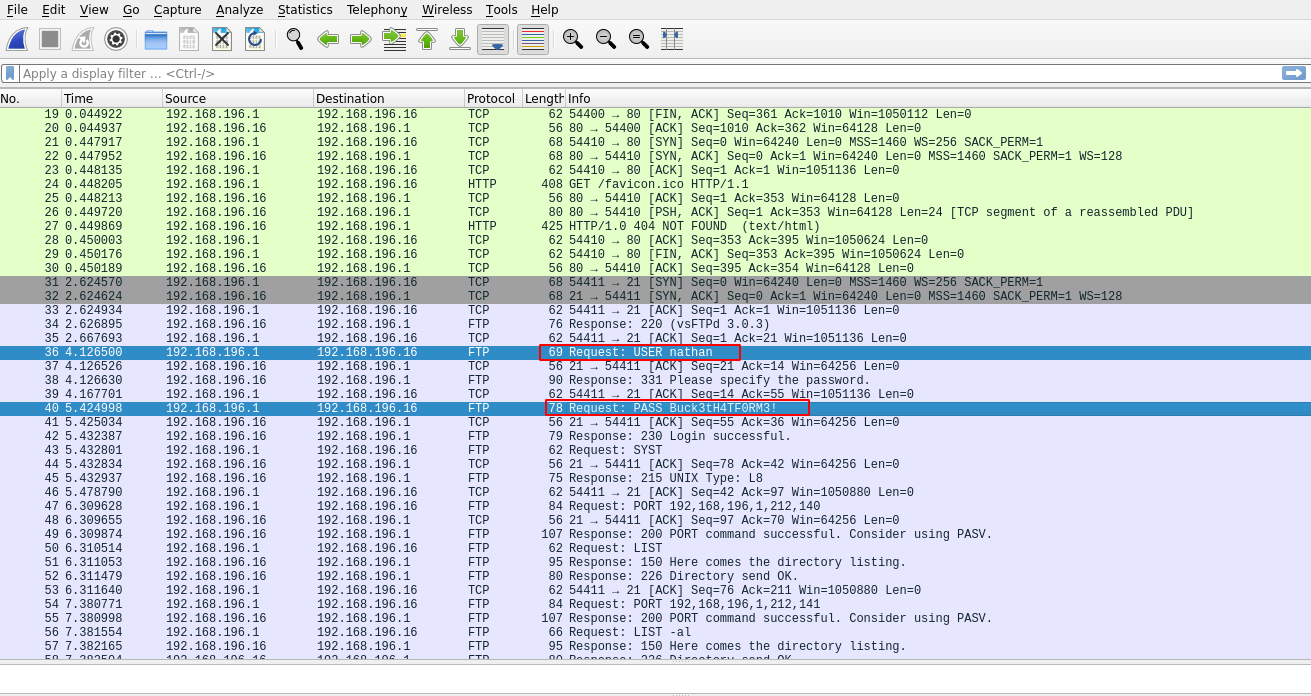 File Edit View Go Capture Analyze Statistics Telephony Wireless Tools Help
Apply a display filter … <Ctrl-/>
No. Time Source Destination Protocol Length Info
19 0.044922 192.168.196.1 192.168.196.16 TCP 62 54400 → 80 [FIN, ACK] Seq=361 Ack=1010 Win=1050112 Len=0
20 0.044937 192.168.196.16 192.168.196.1 TCP 56 80 → 54400 [ACK] Seq=1010 Ack=362 Win=64128 Len=0
21 0.447917 192.168.196.1 192.168.196.16 TCP 68 54410 → 80 [SYN] Seq=0 Win=64240 Len=0 MSS=1460 WS=256 SACK_PERM=1
22 0.447952 192.168.196.16 192.168.196.1 TCP 68 80 → 54410 [SYN, ACK] Seq=0 Ack=1 Win=64240 Len=0 MSS=1460 SACK_PERM=1 WS=128
23 0.448135 192.168.196.1 192.168.196.16 TCP 62 54410 → 80 [ACK] Seq=1 Ack=1 Win=1051136 Len=0
24 0.448205 192.168.196.1 192.168.196.16 HTTP 408 GET /favicon.ico HTTP/1.1
25 0.448213 192.168.196.16 192.168.196.1 TCP 56 80 → 54410 [ACK] Seq=1 Ack=353 Win=64128 Len=0
26 0.449720 192.168.196.16 192.168.196.1 TCP 80 80 → 54410 [PSH, ACK] Seq=1 Ack=353 Win=64128 Len=24 [TCP segment of a reassembled PDU]
27 0.449869 192.168.196.16 192.168.196.1 HTTP 425 HTTP/1.0 404 NOT FOUND (text/html)
28 0.450003 192.168.196.1 192.168.196.16 TCP 62 54410 → 80 [ACK] Seq=353 Ack=395 Win=1050624 Len=0
29 0.450176 192.168.196.1 192.168.196.16 TCP 62 54410 → 80 [FIN, ACK] Seq=353 Ack=395 Win=1050624 Len=0
30 0.450189 192.168.196.16 192.168.196.1 TCP 56 80 → 54410 [ACK] Seq=395 Ack=354 Win=64128 Len=0
31 2.624570 192.168.196.1 192.168.196.16 TCP 68 54411 → 21 [SYN] Seq=0 Win=64240 Len=0 MSS=1460 WS=256 SACK_PERM=1
32 2.624624 192.168.196.16 192.168.196.1 TCP 68 21 → 54411 [SYN, ACK] Seq=0 Ack=1 Win=64240 Len=0 MSS=1460 SACK_PERM=1 WS=128
33 2.624934 192.168.196.1 192.168.196.16 TCP 62 54411 → 21 [ACK] Seq=1 Ack=1 Win=1051136 Len=0
34 2.626895 192.168.196.16 192.168.196.1 FTP 76 Response: 220 (vsFTPd 3.0.3)
35 2.667693 192.168.196.1 192.168.196.16 TCP 62 54411 → 21 [ACK] Seq=1 Ack=21 Win=1051136 Len=0
36 4.126500 192.168.196.1 192.168.196.16 FTP 69 Request: USER nathan
37 4.126526 192.168.196.16 192.168.196.1 TCP 56 21 → 54411 [ACK] Seq=21 Ack=14 Win=64256 Len=0
38 4.126630 192.168.196.16 192.168.196.1 FTP 90 Response: 331 Please specify the password.
39 4.167701 192.168.196.1 192.168.196.16 TCP 62 54411 → 21 [ACK] Seq=14 Ack=55 Win=1051136 Len=0
40 5.424998 192.168.196.1 192.168.196.16 FTP 78 Request: PASS Buck3tH4TF0RM3!
41 5.425034 192.168.196.16 192.168.196.1 TCP 56 21 → 54411 [ACK] Seq=55 Ack=36 Win=64256 Len=0
42 5.432387 192.168.196.16 192.168.196.1 FTP 79 Response: 230 Login successful.
43 5.432801 192.168.196.1 192.168.196.16 FTP 62 Request: SYST
44 5.432834 192.168.196.16 192.168.196.1 TCP 56 21 → 54411 [ACK] Seq=78 Ack=42 Win=64256 Len=0
45 5.432937 192.168.196.16 192.168.196.1 FTP 75 Response: 215 UNIX Type: L8
46 5.478790 192.168.196.1 192.168.196.16 TCP 62 54411 → 21 [ACK] Seq=42 Ack=97 Win=1050880 Len=0
47 6.309628 192.168.196.1 192.168.196.16 FTP 84 Request: PORT 192,168,196,1,212,140
48 6.309655 192.168.196.16 192.168.196.1 TCP 56 21 → 54411 [ACK] Seq=97 Ack=70 Win=64256 Len=0
49 6.309874 192.168.196.16 192.168.196.1 FTP 107 Response: 200 PORT command successful. Consider using PASV.
50 6.310514 192.168.196.1 192.168.196.16 FTP 62 Request: LIST
51 6.311053 192.168.196.16 192.168.196.1 FTP 95 Response: 150 Here comes the directory listing.
52 6.311479 192.168.196.16 192.168.196.1 FTP 80 Response: 226 Directory send OK.
53 6.311640 192.168.196.1 192.168.196.16 TCP 62 54411 → 21 [ACK] Seq=76 Ack=211 Win=1050880 Len=0
54 7.380771 192.168.196.1 192.168.196.16 FTP 84 Request: PORT 192,168,196,1,212,141
55 7.380998 192.168.196.16 192.168.196.1 FTP 107 Response: 200 PORT command successful. Consider using PASV.
56 7.381554 192.168.196.1 192.168.196.16 FTP 66 Request: LIST -al
57 7.382165 192.168.196.16 192.168.196.1 FTP 95 Response: 150 Here comes the directory listing.